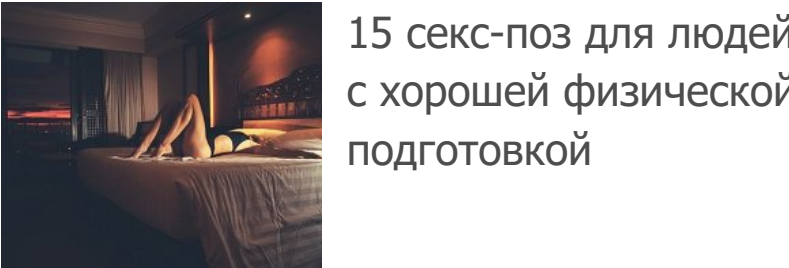 15 секс-поз для людей
с хорошей физической
подготовкой